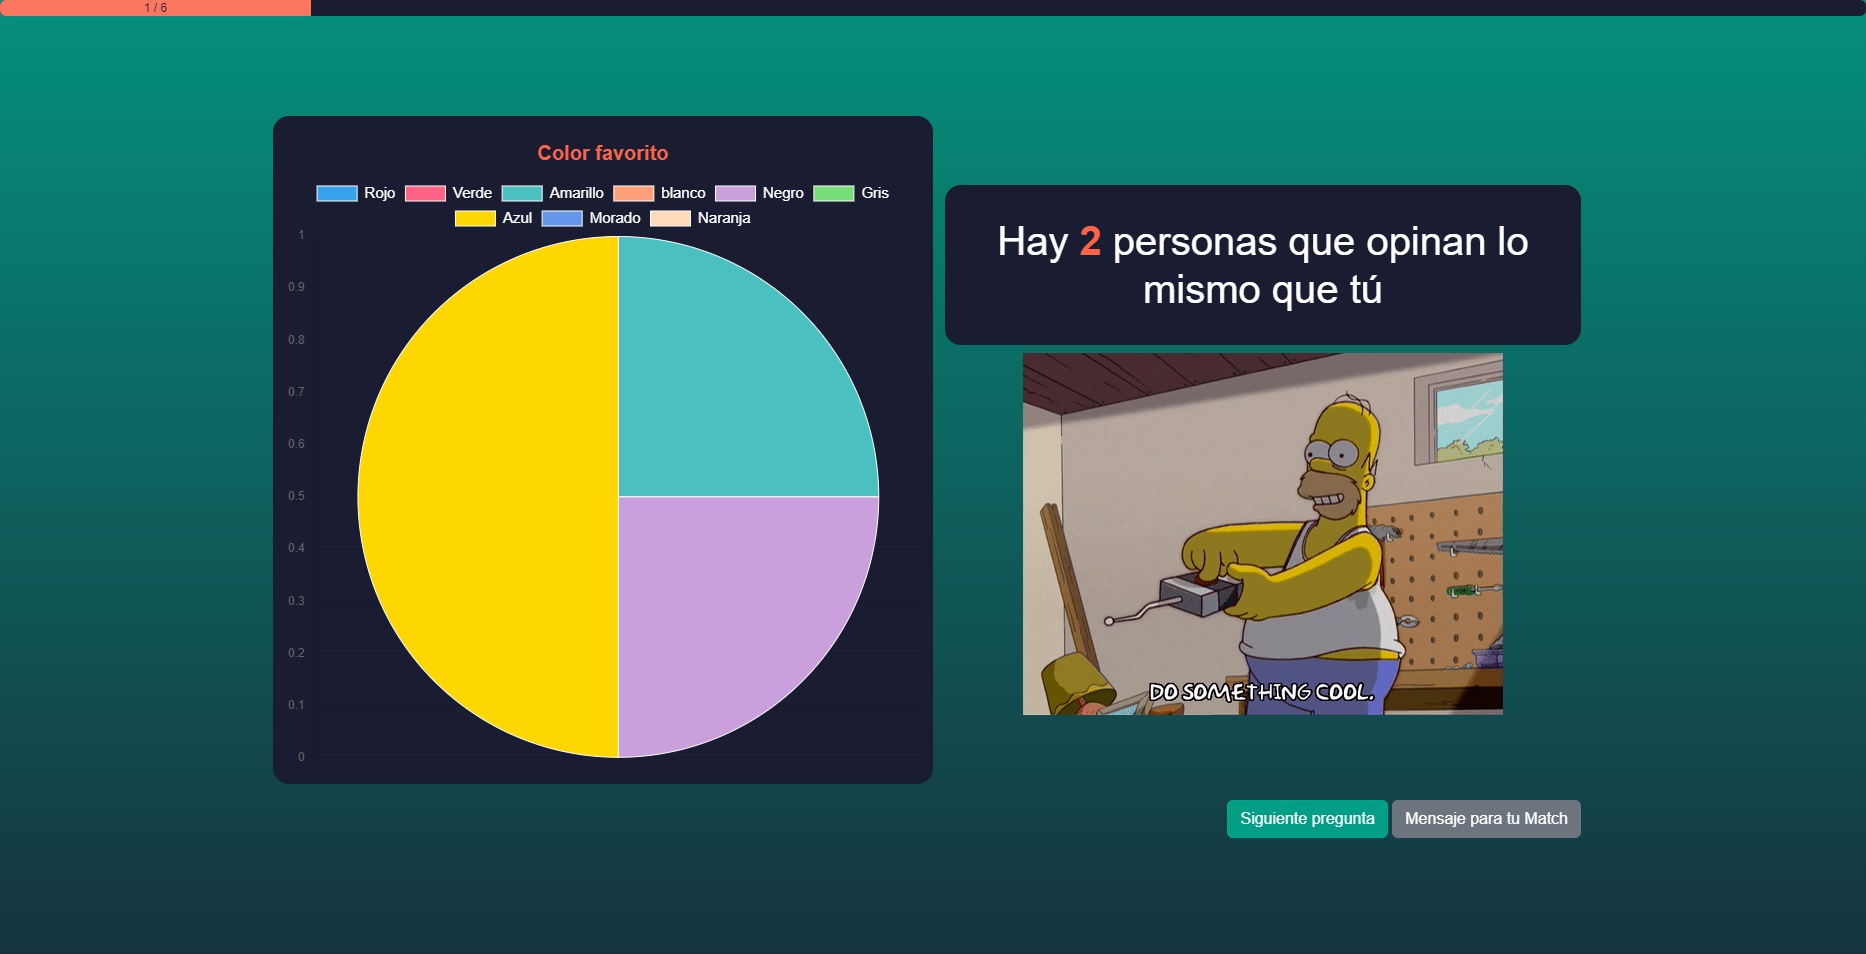 1 / 6
Color favorito
Rojo Verde Amarillo blanco Negro Gris
Azul Morado Naranja
1
0.9
0.8
0.7
0.6
0.5
0.4
0.3
0.2
0.1
0
Hay 2 personas que opinan lo
mismo que tú
DO SOMETHING COOL.
Siguiente pregunta Mensaje para tu Match